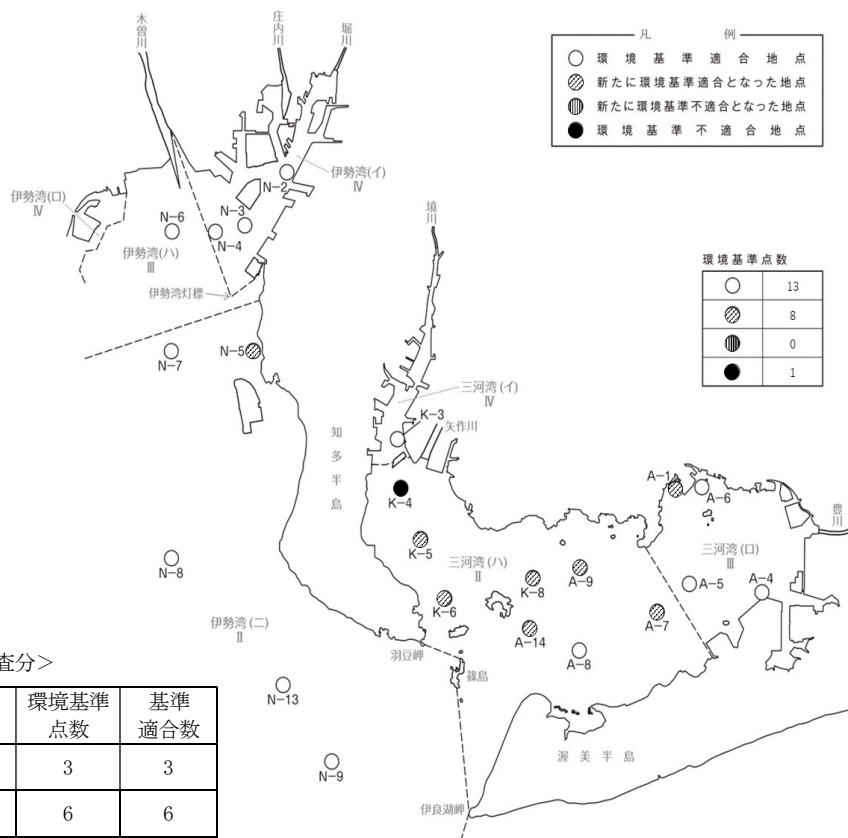 木曽川
庄内川
堀川
凡 例
環境基準適合地点
新たに環境基準適合となった地点
新たに環境基準不適合となった地点
環境基準不適合地点
伊勢湾(イ)
Ⅳ
N-2
伊勢湾(ロ)
Ⅳ
境川
N-6
N-3
N-4
伊勢湾(ハ)
Ⅲ
環境基準点数
13
8
0
1
伊勢湾灯標
N-7
N-5
三河湾(イ)
Ⅳ
K-3
矢作川
知多半島
K-4
A-1
A-6
豊川
K-5
三河湾(ハ)
Ⅱ
三河湾(ロ)
Ⅲ
N-8
K-8
A-9
A-5
A-4
K-6
A-7
伊勢湾(ニ)
Ⅱ
A-14
A-8
羽豆岬
査分>
篠島
N-13
環境基準点数
基準適合数
3
3
6
6
渥美半島
N-9
伊良湖岬